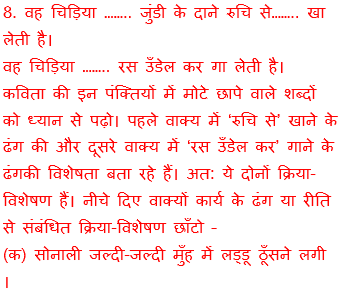 8. वह चिड़िया …….. जुंडी के दाने रुचि से…….. खा
लेती है।
वह चिड़िया …….. रस उँडेल कर गा लेती है।
कविता की इन पंक्तियों में मोटे छापे वाले शब्दों
को ध्यान से पढ़ो। पहले वाक्य में ‘रुचि से’ खाने के
ढंग की और दूसरे वाक्य में ‘रस उँडेल कर’ गाने के
ढंगकी विशेषता बता रहे हैं। अत: ये दोनों क्रिया-
विशेषण हैं। नीचे दिए वाक्यों कार्य के ढंग या रीति
से संबंधित क्रिया-विशेषण छाँटो -
(क) सोनाली जल्दी-जल्दी मुँह में लड्डू ठूँसने लगी
।